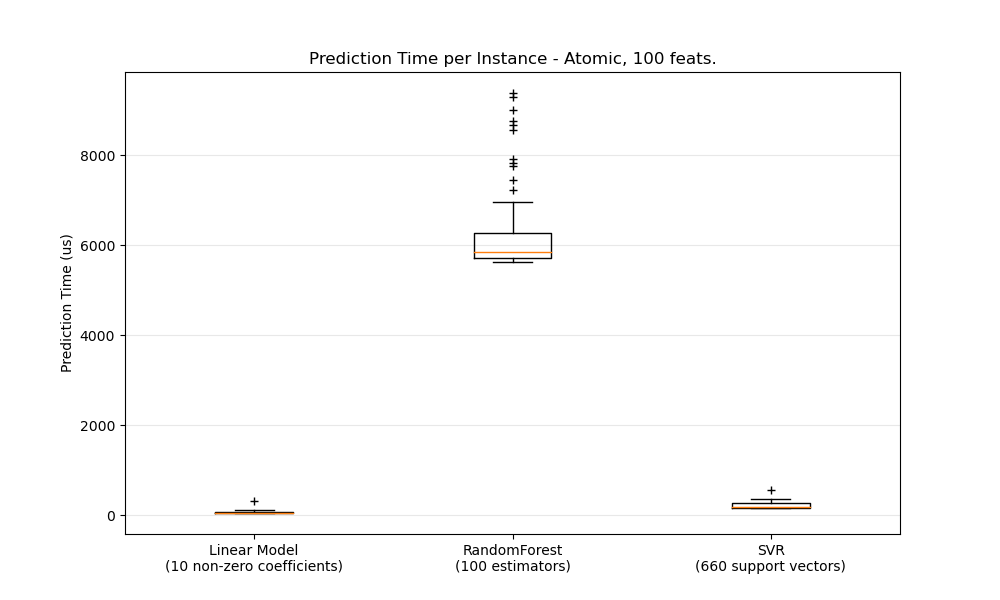 Prediction Time per Instance - Atomic, 100 feats.
Prediction Time (us)
8000
6000
4000
2000
0
Linear Model
(10 non-zero coefficients)
RandomForest
(100 estimators)
SVR
(660 support vectors)